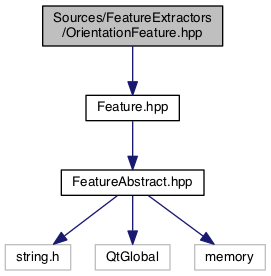 Sources/FeatureExtractors
/OrientationFeature.hpp
Feature.hpp
FeatureAbstract.hpp
string.h
QtGlobal
memory